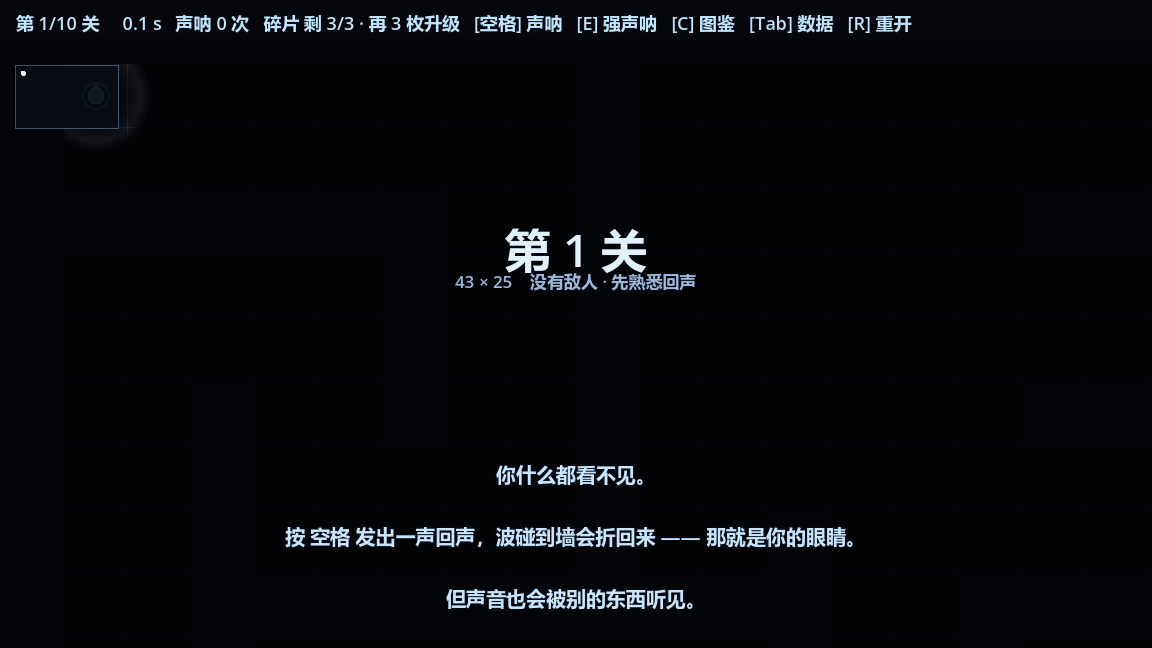 第 1/10 关 0.1 s 声呐 0 次 碎片 剩 3/3 · 再 3 枚升级 [空格] 声呐 [E] 强声呐 [C] 图鉴 [Tab] 数据 [R] 重开
第 1 关
43 × 25 没有敌人 · 先熟悉回声
你什么都看不见。
按 空格 发出一声回声，波碰到墙会折回来 —— 那就是你的眼睛。
但声音也会被别的东西听见。